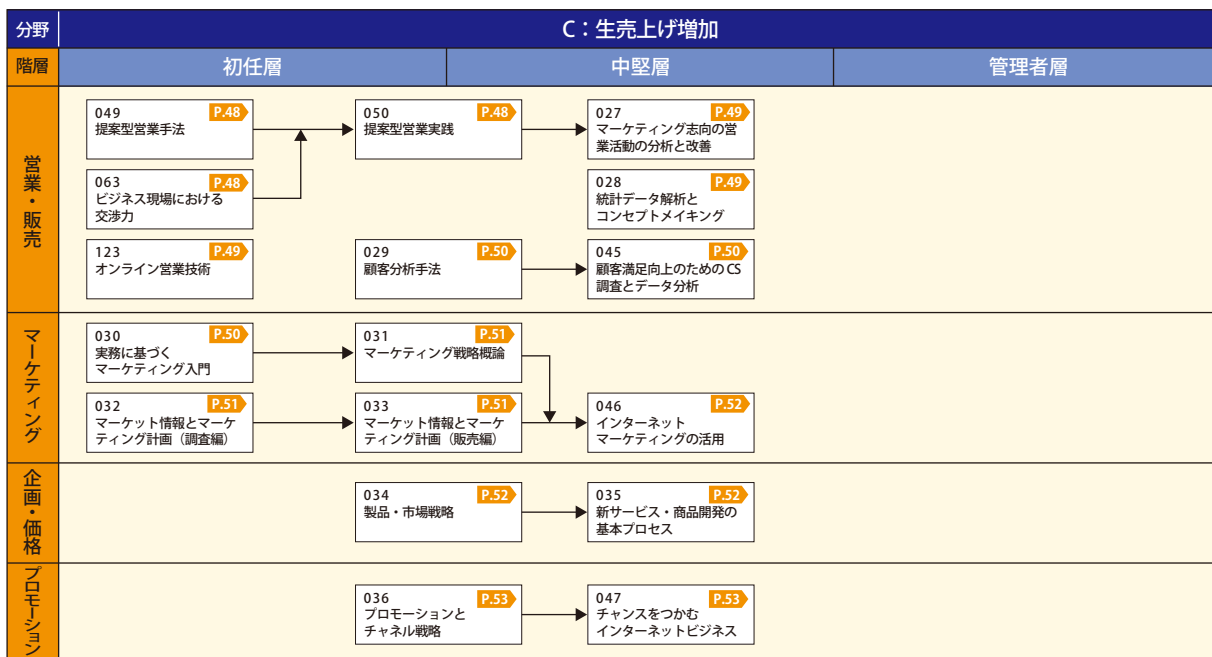 分野
C：生売上げ増加
階層
初任層
中堅層
管理者層
営業・販売
049
P.48
提案型営業手法
050
P.48
提案型営業実践
027
P.49
マーケティング志向の営
業活動の分析と改善
063
P.48
ビジネス現場における
交渉力
028
P.49
統計データ解析と
コンセプトメイキング
123
P.49
オンライン営業技術
029
P.50
顧客分析手法
045
P.50
顧客満足向上のためのCS
調査とデータ分析
マーケティング
030
P.50
実務に基づく
マーケティング入門
031
P.51
マーケティング戦略概論
032
P.51
マーケット情報とマーケ
ティング計画（調査編）
033
P.51
マーケット情報とマーケ
ティング計画（販売編）
046
P.52
インターネット
マーケティングの活用
企画・価格
034
P.52
製品・市場戦略
035
P.52
新サービス・商品開発の
基本プロセス
プロモーション
036
P.53
プロモーションと
チャネル戦略
047
P.53
チャンスをつかむ
インターネットビジネス